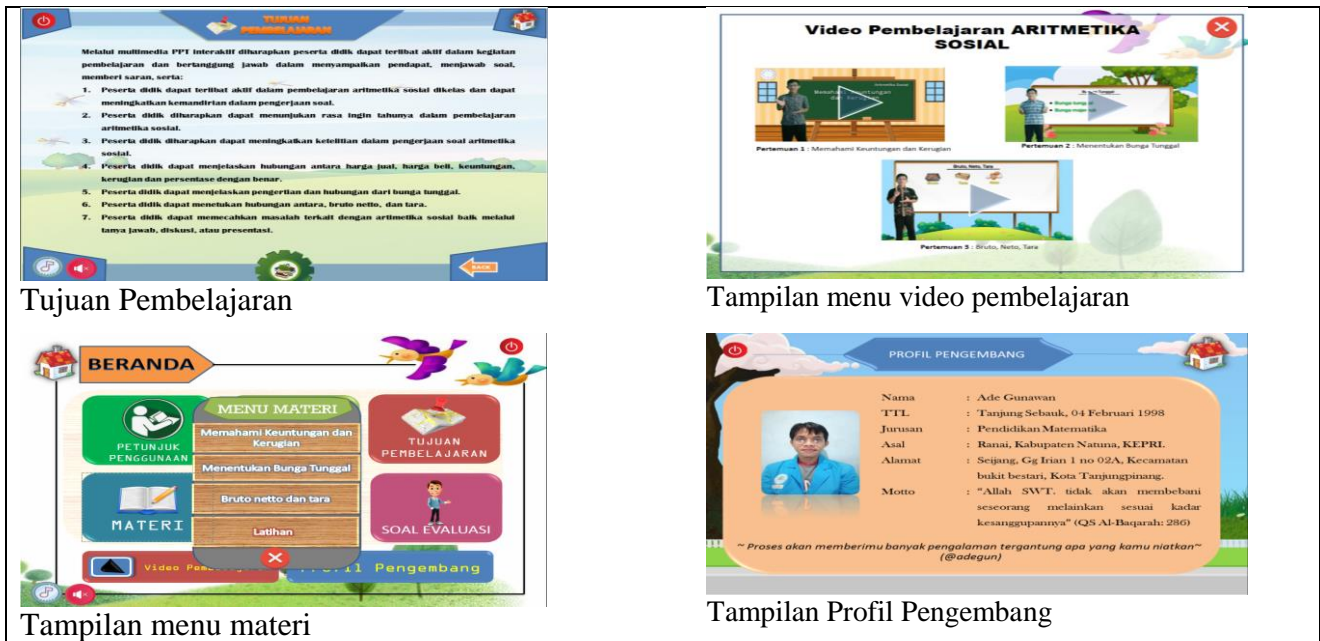 TUJUAN
PEMBELAJARAN
Melalui multimedia PPT interaktif diharapkan peserta didik dapat terlibat aktif dalam kegiatan
pembelajaran dan bertanggung jawab dalam menyampaikan pendapat, menjawab soal,
memberi saran, serta:
1. Peserta didik dapat terlibat aktif dalam pembelajaran aritmetika sosial dikelas dan dapat
meningkatkan kemandirian dalam pengerjaan soal.
2. Peserta didik diharapkan dapat menunjukan rasa ingin tahunya dalam pembelajaran
aritmetika sosial.
3. Peserta didik diharapkan dapat meningkatkan ketelitian dalam pengerjaan soal aritmetika
sosial.
4. Peserta didik dapat menjelaskan hubungan antara harga jual, harga beli, keuntungan,
kerugian dan persentase dengan benar.
5. Peserta didik dapat menjelaskan pengertian dan hubungan dari bunga tunggal.
6. Peserta didik dapat menetukan hubungan antara, bruto netto, dan tara.
7. Peserta didik dapat memecahkan masalah terkait dengan artimetika sosial baik melalui
tanya jawab, diskusi, atau presentasi.
BACK
Tujuan Pembelajaran
Video Pembelajaran ARITMETIKA
SOSIAL
Aritmetika Sosial
Memahami Keuntungan
dan Kerugian
Pertemuan 1 : Memahami Keuntungan dan Kerugian
Pertemuan 2 : Menentukan Bunga Tunggal
Bruto, Neto, Tara
Pertemuan 3 : Bruto, Neto, Tara
Tampilan menu video pembelajaran
BERANDA
PETUNJUK
PENGGUNAAN
MENU MATERI
Memahami Keuntungan dan
Kerugian
Menentukan Bunga Tunggal
Bruto netto dan tara
Latihan
TUJUAN
PEMBELAJARAN
MATERI
SOAL EVALUASI
Video
Pengembang
Tampilan menu materi
PROFIL PENGEMBANG
Nama : Ade Gunawan
TTL : Tanjung Sebauk, 04 Februari 1998
Jurusan : Pendidikan Matematika
Asal : Ranai, Kabupaten Natuna, KEPRI.
Alamat : Seijang, Gg Irian 1 no 02A, Kecamatan
bukit bestari, Kota Tanjungpinang.
Motto : "Allah SWT. tidak akan membebani
seseorang melainkan sesuai kadar
kesanggupannya" (QS Al-Baqarah: 286)
~ Proses akan memberimu banyak pengalaman tergantung apa yang kamu niatkan~
(@adegun)
Tampilan Profil Pengembang